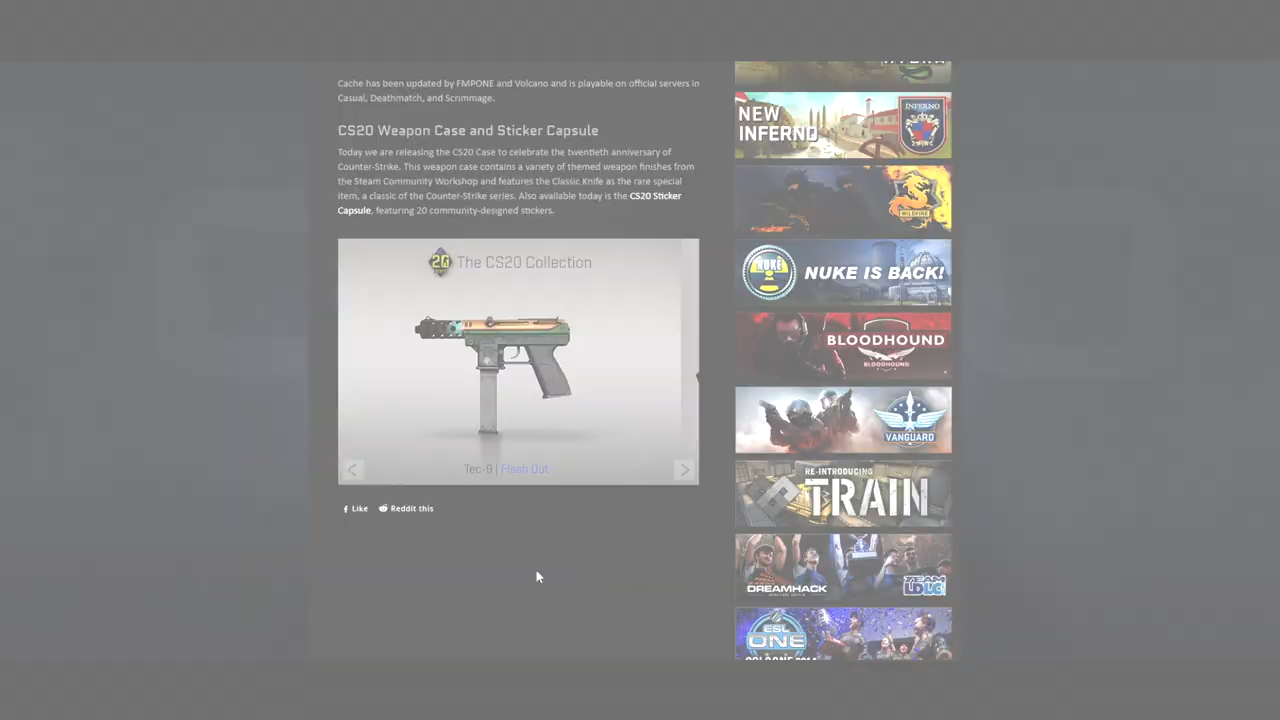 Cache has been updated by FMPONE and Volcano and is playable on official servers in
Casual, Deathmatch, and Scrimmage.
CS20 Weapon Case and Sticker Capsule
Today we are releasing the CS20 Case to celebrate the twentieth anniversary of
Counter-Strike. This weapon case contains a variety of themed weapon finishes from
the Steam Community Workshop and features the Classic Knife as the rare special
item, a classic of the Counter-Strike series. Also available today is the CS20 Sticker
Capsule, featuring 20 community-designed stickers.
20
The CS20 Collection
Tec-9 | Flash Out
Like
Reddit this
NEW
INFERNO
INFERNO
WILDFIRE
NUKE
NUKE IS BACK!
BLOODHOUND
BLOODHOUND
VANGUARD
RE-INTRODUCING
TRAIN
DREAMHACK
TEAM
LDLC
ESL
ONE